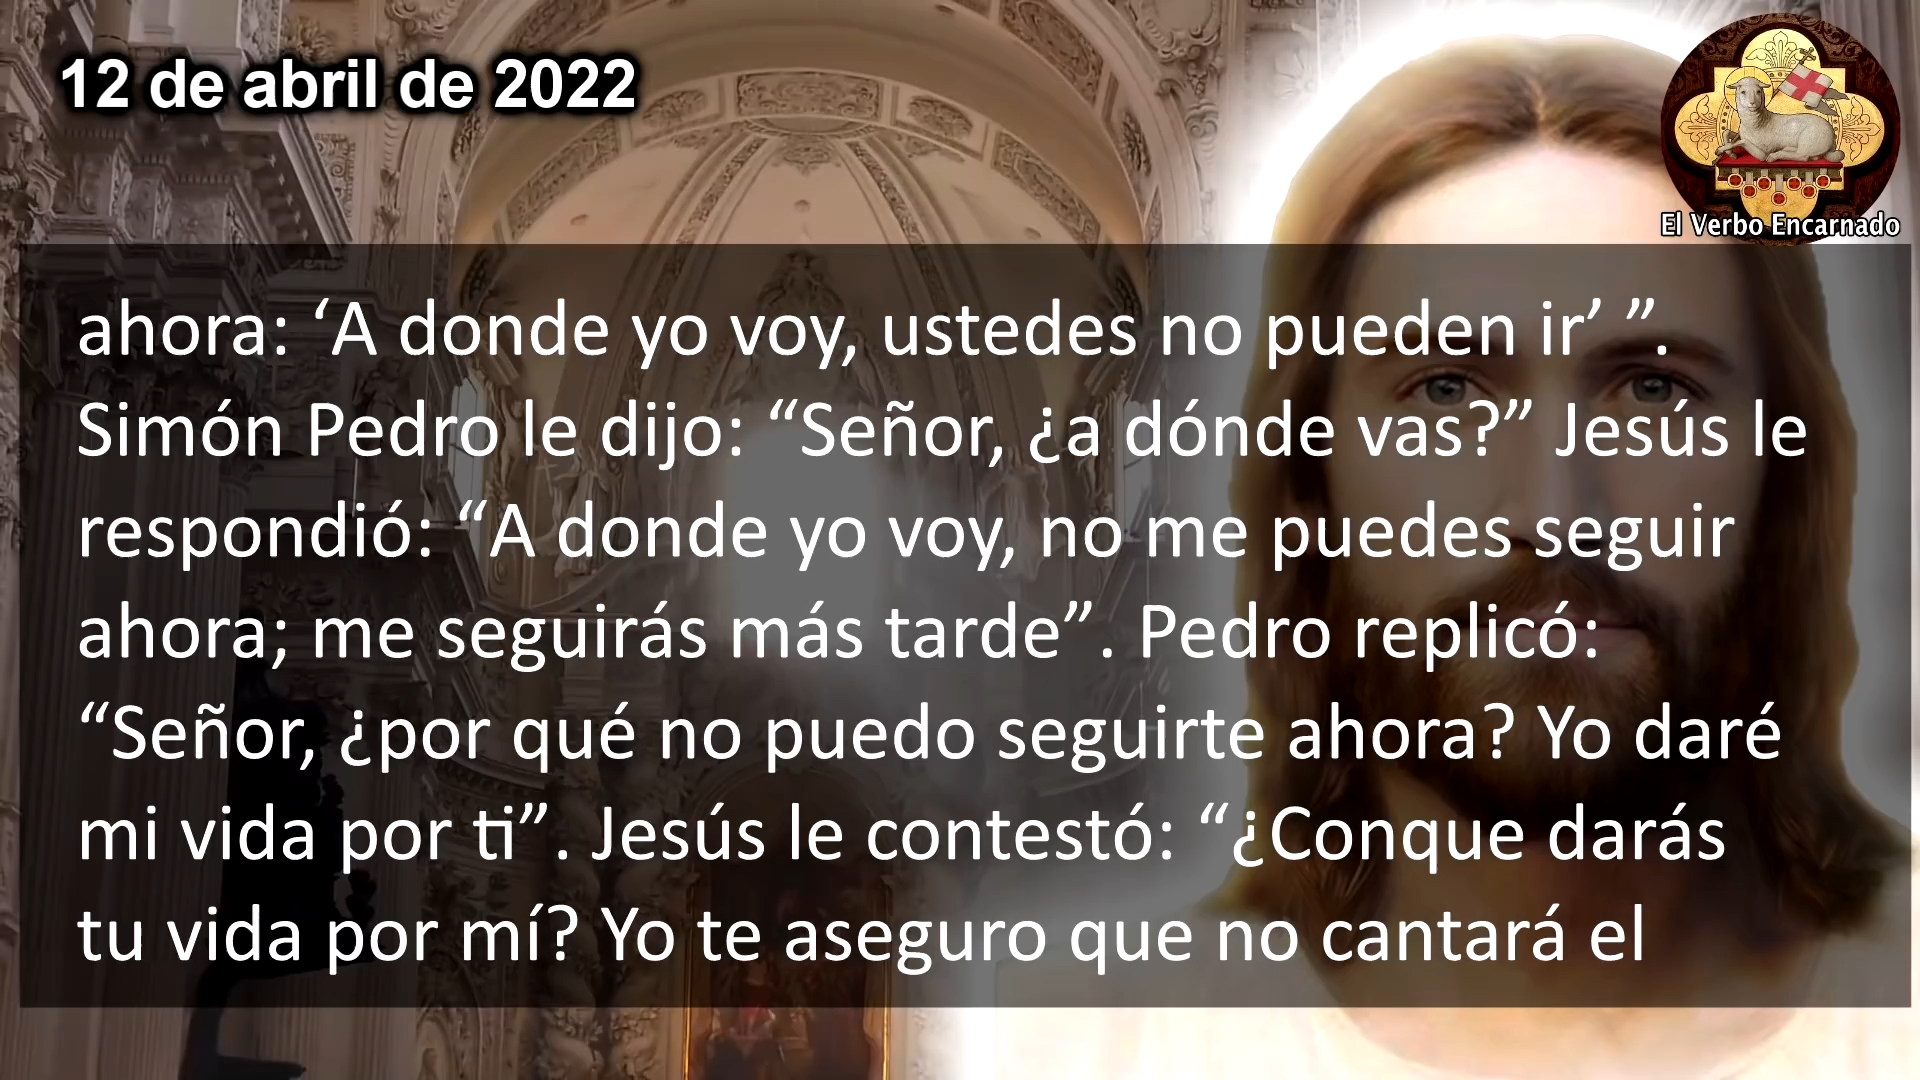 12 de abril de 2022
El Verbo Encarnado
ahora: ‘A donde yo voy, ustedes no pueden ir’ ”.
Simón Pedro le dijo: “Señor, ¿a dónde vas?” Jesús le
respondió: “A donde yo voy, no me puedes seguir
ahora; me seguirás más tarde”. Pedro replicó:
“Señor, ¿por qué no puedo seguirte ahora? Yo daré
mi vida por ti”. Jesús le contestó: “¿Conque darás
tu vida por mí? Yo te aseguro que no cantará el